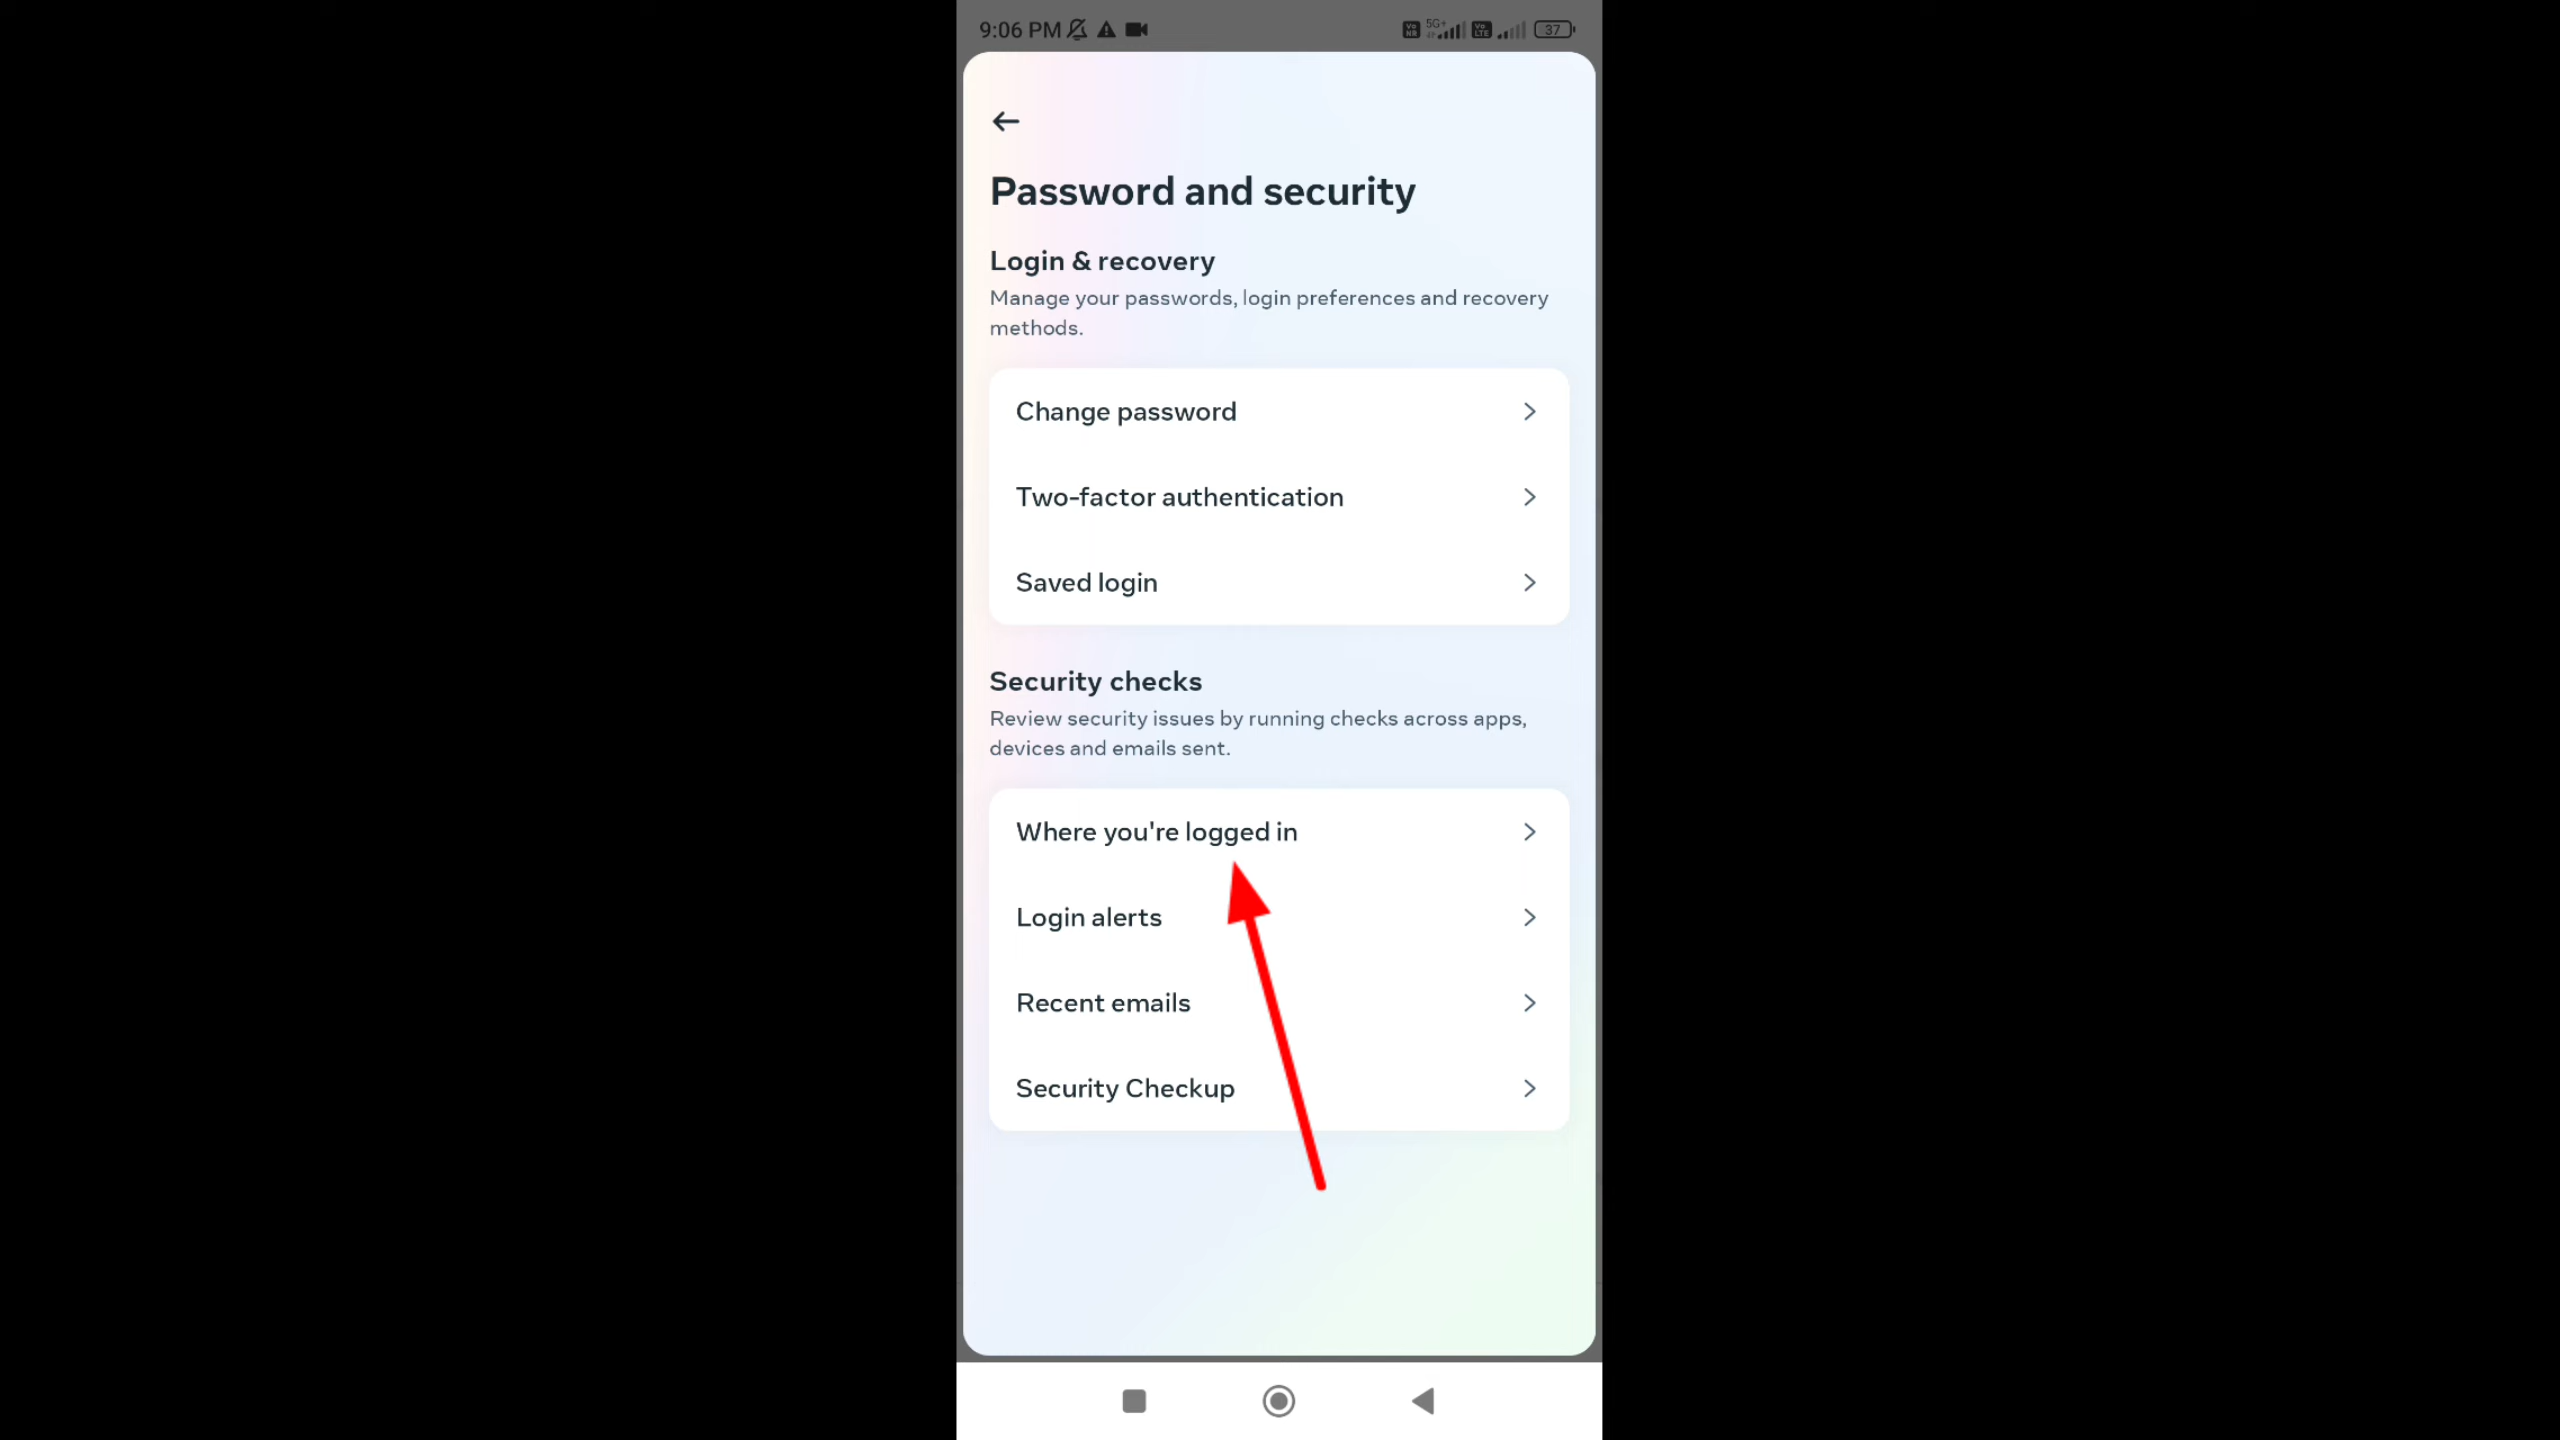 9:06 PM
5G+
37
Password and security
Login & recovery
Manage your passwords, login preferences and recovery
methods.
Change password
Two-factor authentication
Saved login
Security checks
Review security issues by running checks across apps,
devices and emails sent.
Where you're logged in
Login alerts
Recent emails
Security Checkup